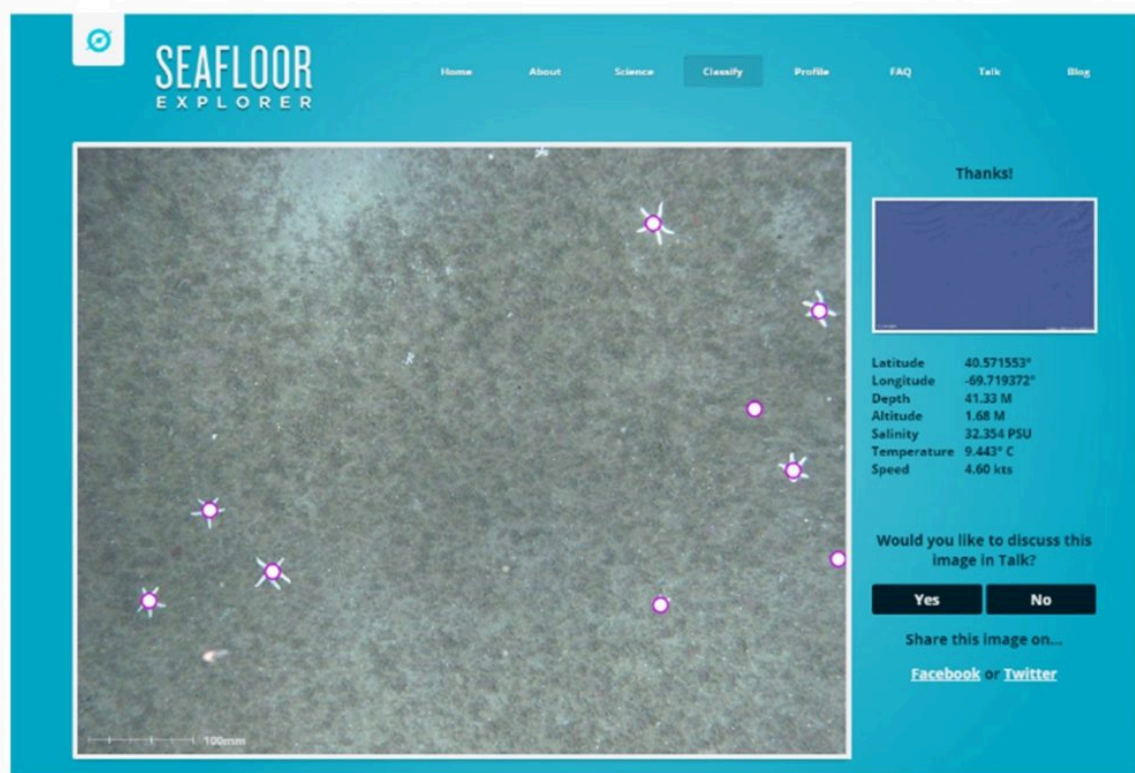 SEAFLOOR
EXPLORER
Home About Science Classify Profile FAQ Talk Blog
Thanks!
Latitude 40.571553°
Longitude -69.719372°
Depth 41.33 M
Altitude 1.68 M
Salinity 32.354 PSU
Temperature 9.443° C
Speed 4.60 kts
Would you like to discuss this
image in Talk?
Yes No
Share this image on...
Facebook or Twitter
100mm